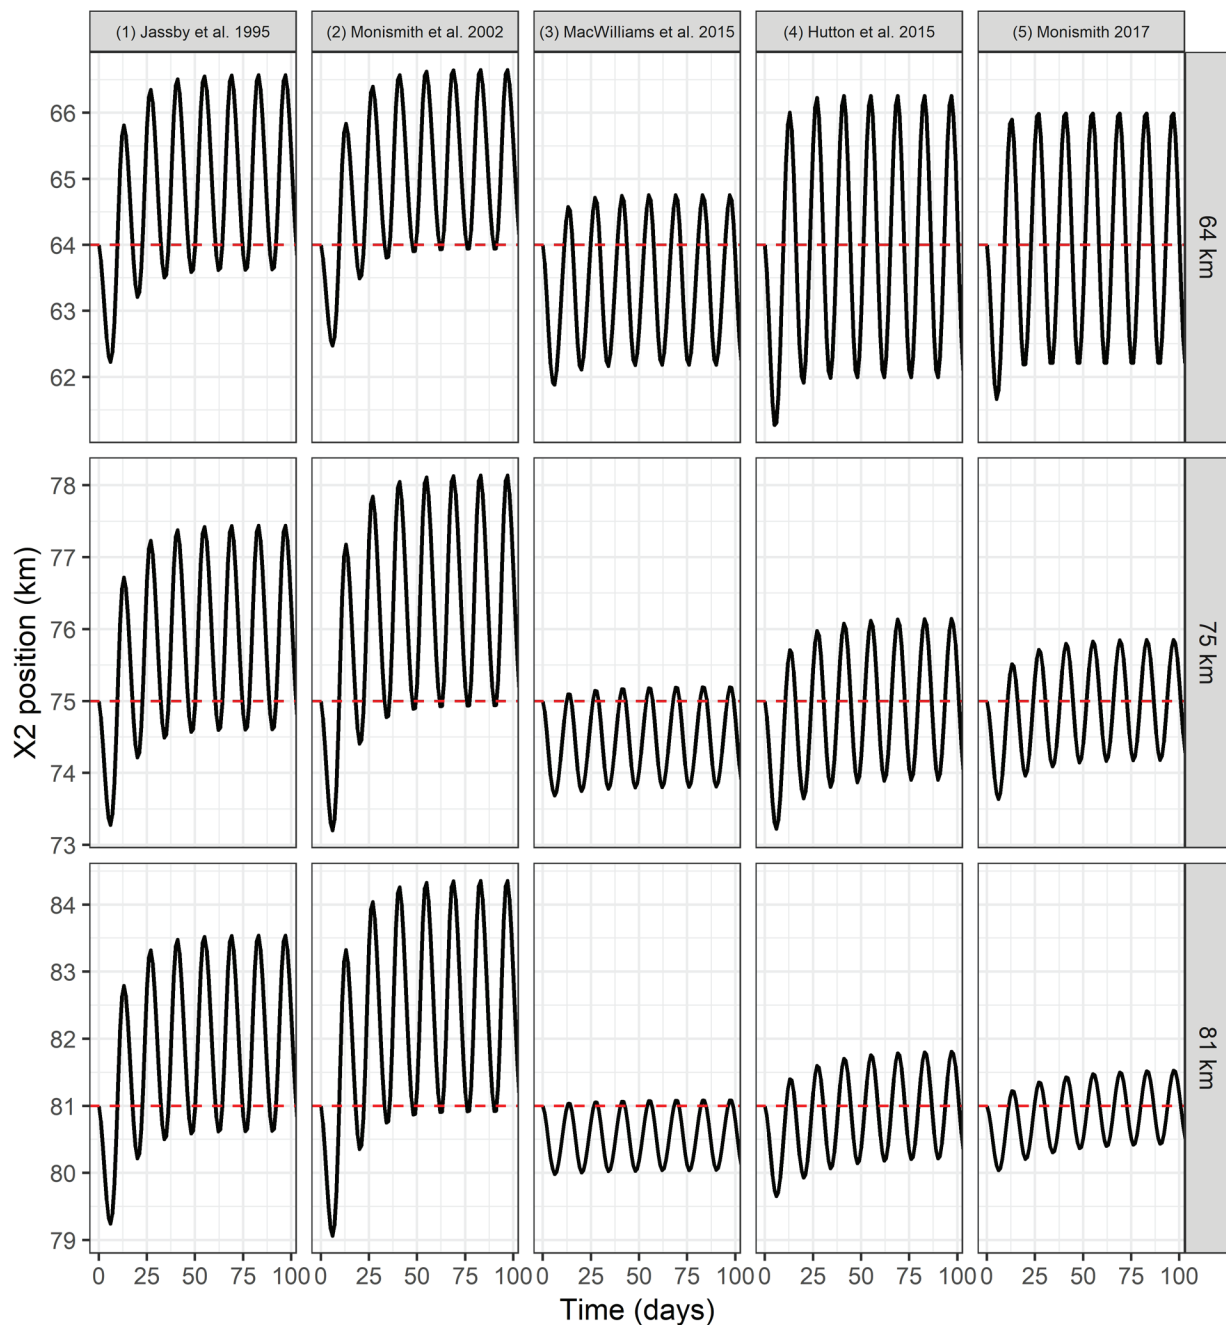 (1) Jassby et al. 1995 (2) Monismith et al. 2002 (3) MacWilliams et al. 2015 (4) Hutton et al. 2015 (5) Monismith 2017
66
65
64
63
62
64 km
78
77
76
75
74
73
75 km
84
83
82
81
80
79
81 km
X2 position (km)
0 25 50 75 100 0 25 50 75 100 0 25 50 75 100 0 25 50 75 100 0 25 50 75 100
Time (days)